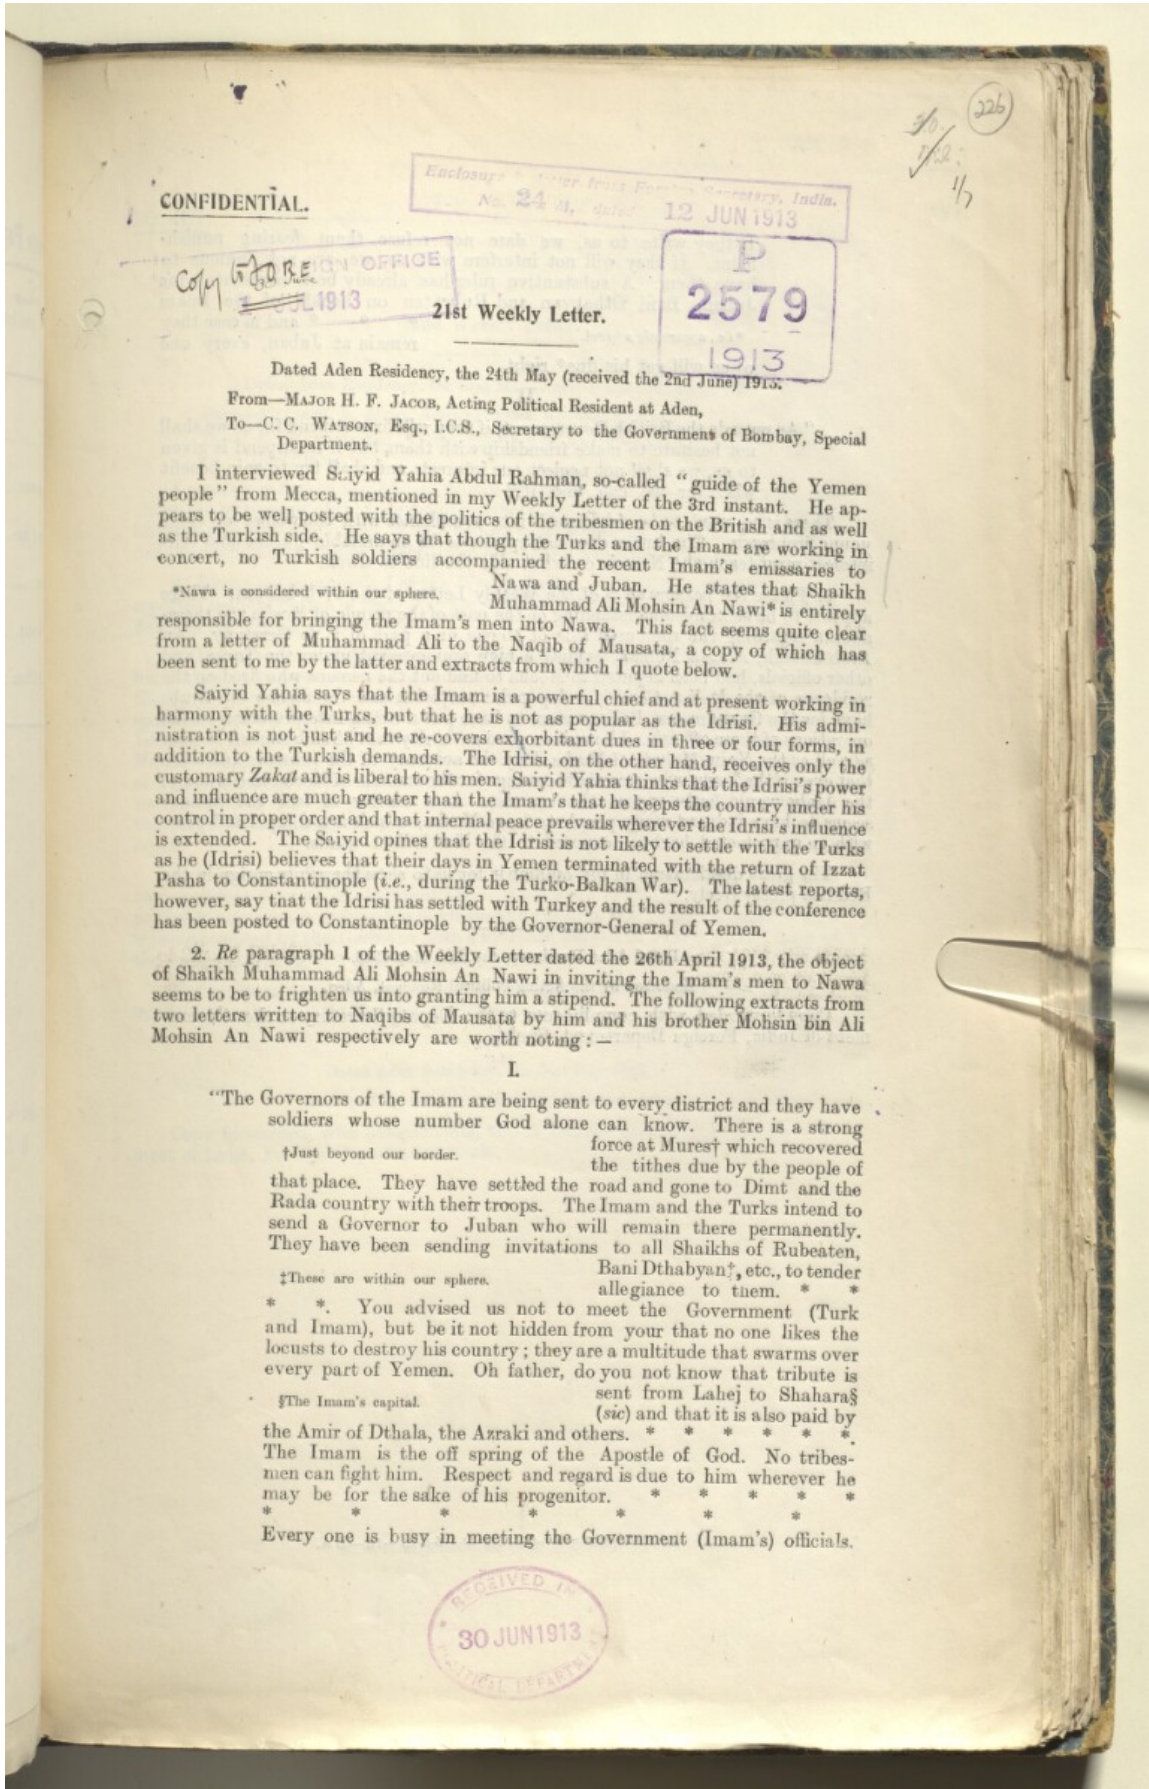 226
1/7
CONFIDENTIAL.
Enclosure from Foreign Secretary, India.
No. 24 M, dated 12 JUN 1913
Copy to
FOREIGN OFFICE
JUL 1913
P
2579
1913
21st Weekly Letter.
Dated Aden Residency, the 24th May (received the 2nd June) 1913.
From—MAJOR H. F. JACOB, Acting Political Resident at Aden,
To—C. C. WATSON, Esq., I.C.S., Secretary to the Government of Bombay, Special
Department.
I interviewed Saiyid Yahia Abdul Rahman, so-called "guide of the Yemen
people" from Mecca, mentioned in my Weekly Letter of the 3rd instant. He ap-
pears to be well posted with the politics of the tribesmen on the British and as well
as the Turkish side. He says that though the Turks and the Imam are working in
concert, no Turkish soldiers accompanied the recent Imam's emissaries to
Nawa and Juban. He states that Shaikh
*Nawa is considered within our sphere.
Muhammad Ali Mohsin An Nawi* is entirely
responsible for bringing the Imam's men into Nawa. This fact seems quite clear
from a letter of Muhammad Ali to the Naqib of Mausata, a copy of which has
been sent to me by the latter and extracts from which I quote below.
Saiyid Yahia says that the Imam is a powerful chief and at present working in
harmony with the Turks, but that he is not as popular as the Idrisi. His admi-
nistration is not just and he re-covers exhorbitant dues in three or four forms, in
addition to the Turkish demands. The Idrisi, on the other hand, receives only the
customary Zakat and is liberal to his men. Saiyid Yahia thinks that the Idrisi's power
and influence are much greater than the Imam's that he keeps the country under his
control in proper order and that internal peace prevails wherever the Idrisi's influence
is extended. The Saiyid opines that the Idrisi is not likely to settle with the Turks
as he (Idrisi) believes that their days in Yemen terminated with the return of Izzat
Pasha to Constantinople (i.e., during the Turko-Balkan War). The latest reports,
however, say that the Idrisi has settled with Turkey and the result of the conference
has been posted to Constantinople by the Governor-General of Yemen.
2. Re paragraph 1 of the Weekly Letter dated the 26th April 1913, the object
of Shaikh Muhammad Ali Mohsin An Nawi in inviting the Imam's men to Nawa
seems to be to frighten us into granting him a stipend. The following extracts from
two letters written to Naqibs of Mausata by him and his brother Mohsin bin Ali
Mohsin An Nawi respectively are worth noting :—
I.
"The Governors of the Imam are being sent to every district and they have
soldiers whose number God alone can know. There is a strong
force at Mures† which recovered
†Just beyond our border.
the tithes due by the people of
that place. They have settled the road and gone to Dimt and the
Rada country with their troops. The Imam and the Turks intend to
send a Governor to Juban who will remain there permanently.
They have been sending invitations to all Shaikhs of Rubeaten,
Bani Dthabyan‡, etc., to tender
‡These are within our sphere.
allegiance to them. * *
* *. You advised us not to meet the Government (Turk
and Imam), but be it not hidden from your that no one likes the
locusts to destroy his country ; they are a multitude that swarms over
every part of Yemen. Oh father, do you not know that tribute is
sent from Lahej to Shahara§
§The Imam's capital.
(sic) and that it is also paid by
the Amir of Dthala, the Azraki and others. * * * * * * *.
The Imam is the off spring of the Apostle of God. No tribes-
men can fight him. Respect and regard is due to him wherever he
may be for the sake of his progenitor. * * * * *
* * * * * * *
Every one is busy in meeting the Government (Imam's) officials.
RECEIVED IN
30 JUN 1913
POLITICAL DEPARTMENT